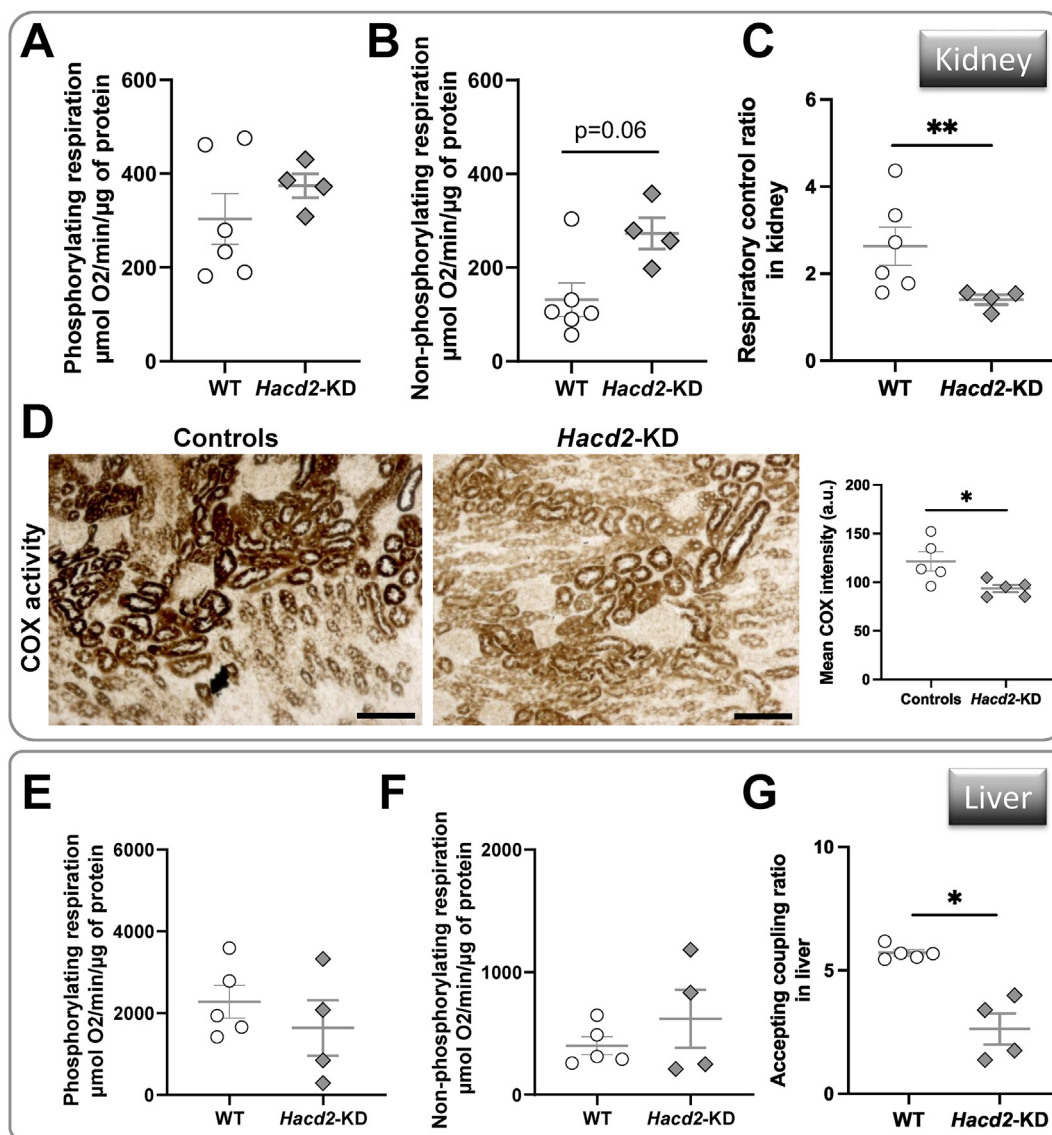 A
Phosphorylating respiration
µmol O2/min/µg of protein
600
400
200
0
WT
Hacd2-KD
B
Non-phosphorylating respiration
µmol O2/min/µg of protein
600
400
200
0
p=0.06
WT
Hacd2-KD
C
Kidney
Respiratory control ratio
in kidney
6
4
2
0
**
WT
Hacd2-KD
D
Controls
Hacd2-KD
COX activity
Mean COX intensity (a.u.)
200
150
100
50
0
*
Controls
Hacd2-KD
E
Phosphorylating respiration
µmol O2/min/µg of protein
6000
4000
2000
0
WT
Hacd2-KD
F
Non-phosphorylating respiration
µmol O2/min/µg of protein
2000
1000
0
WT
Hacd2-KD
G
Liver
Accepting coupling ratio
in liver
10
5
0
*
WT
Hacd2-KD